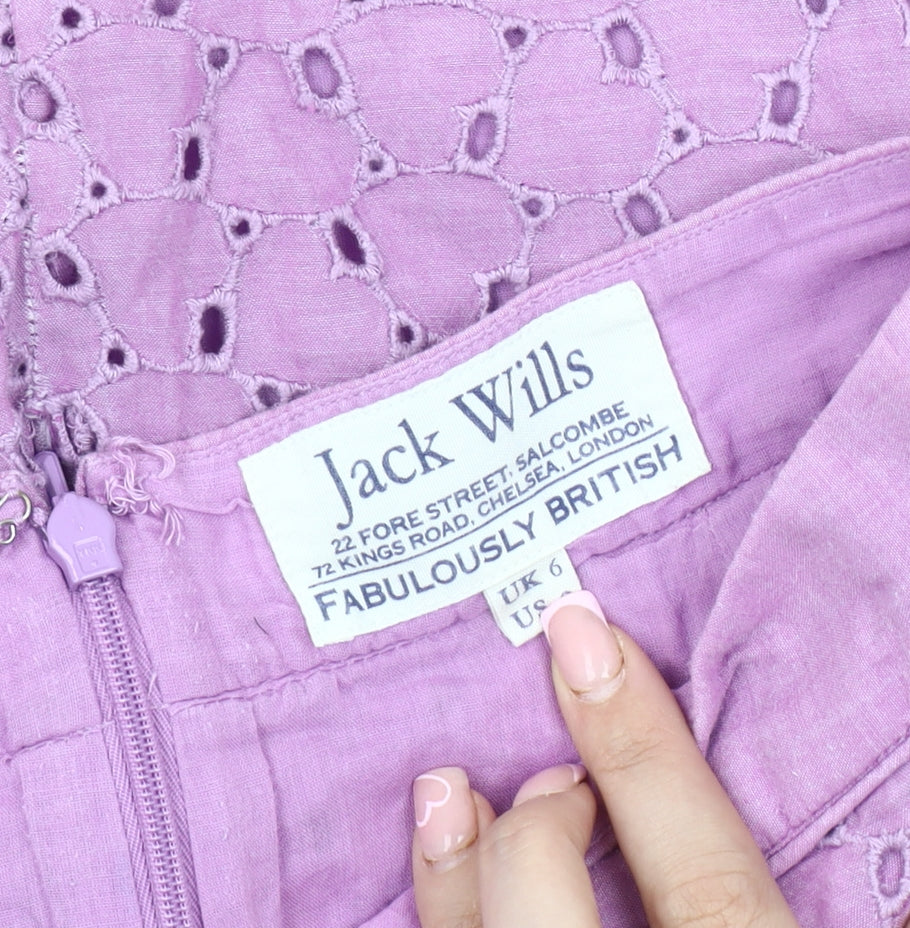 Jack Wills
22 FORE STREET, SALCOMBE
72 KINGS ROAD, CHELSEA, LONDON
FABULOUSLY BRITISH
UK 6
US